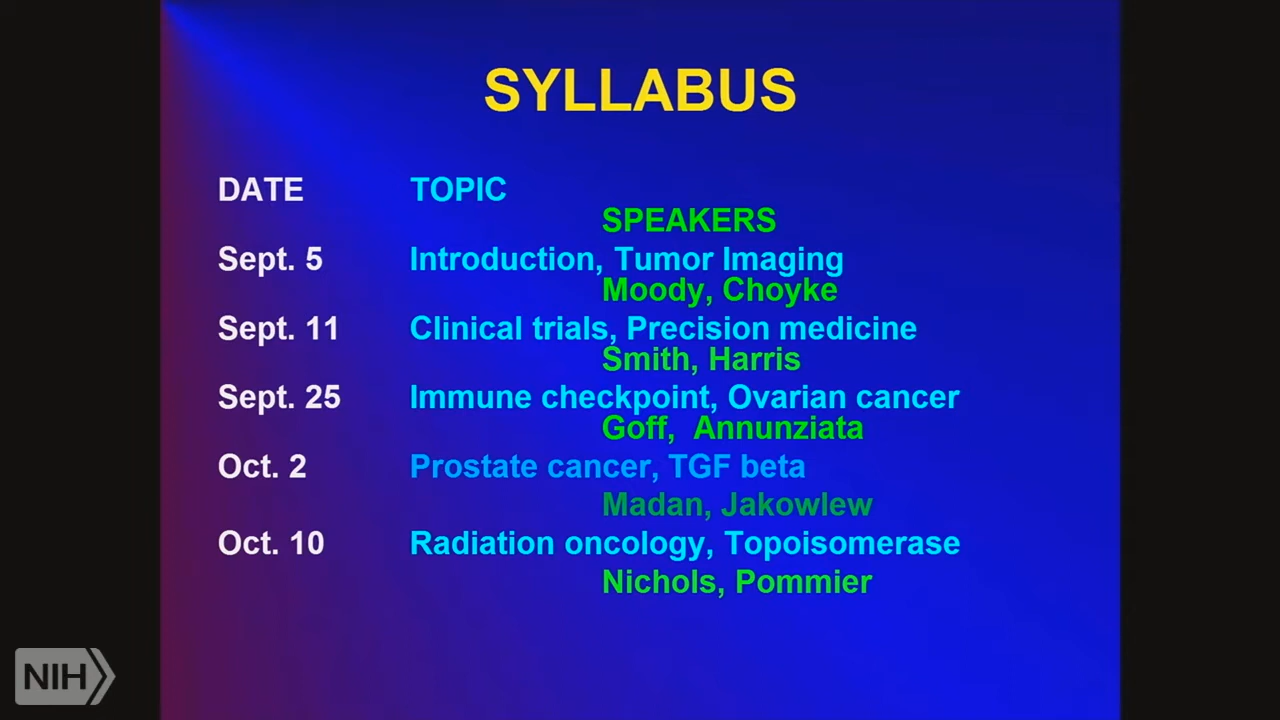 SYLLABUS
DATE TOPIC
SPEAKERS
Sept. 5 Introduction, Tumor Imaging
Moody, Choyke
Sept. 11 Clinical trials, Precision medicine
Smith, Harris
Sept. 25 Immune checkpoint, Ovarian cancer
Goff, Annunziata
Oct. 2 Prostate cancer, TGF beta
Madan, Jakowlew
Oct. 10 Radiation oncology, Topoisomerase
Nichols, Pommier
NIH